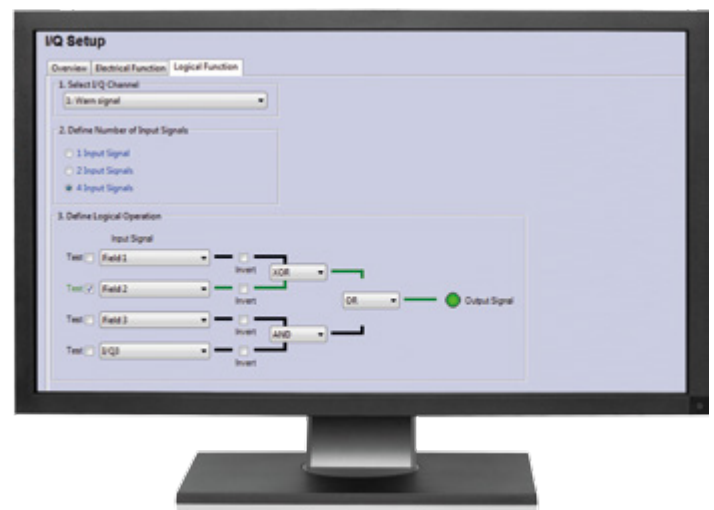 I/Q Setup
Overview Electrical Function Logical Function
1. Select I/Q Channel
1: Warn signal
2. Define Number of Input Signals
1 Input Signal
2 Input Signals
4 Input Signals
3. Define Logical Operation
Input Signal
Test Field 1
Invert XOR
Test Field 2
Invert OR Output Signal
Test Field 3
Invert AND
Test I/Q3
Invert